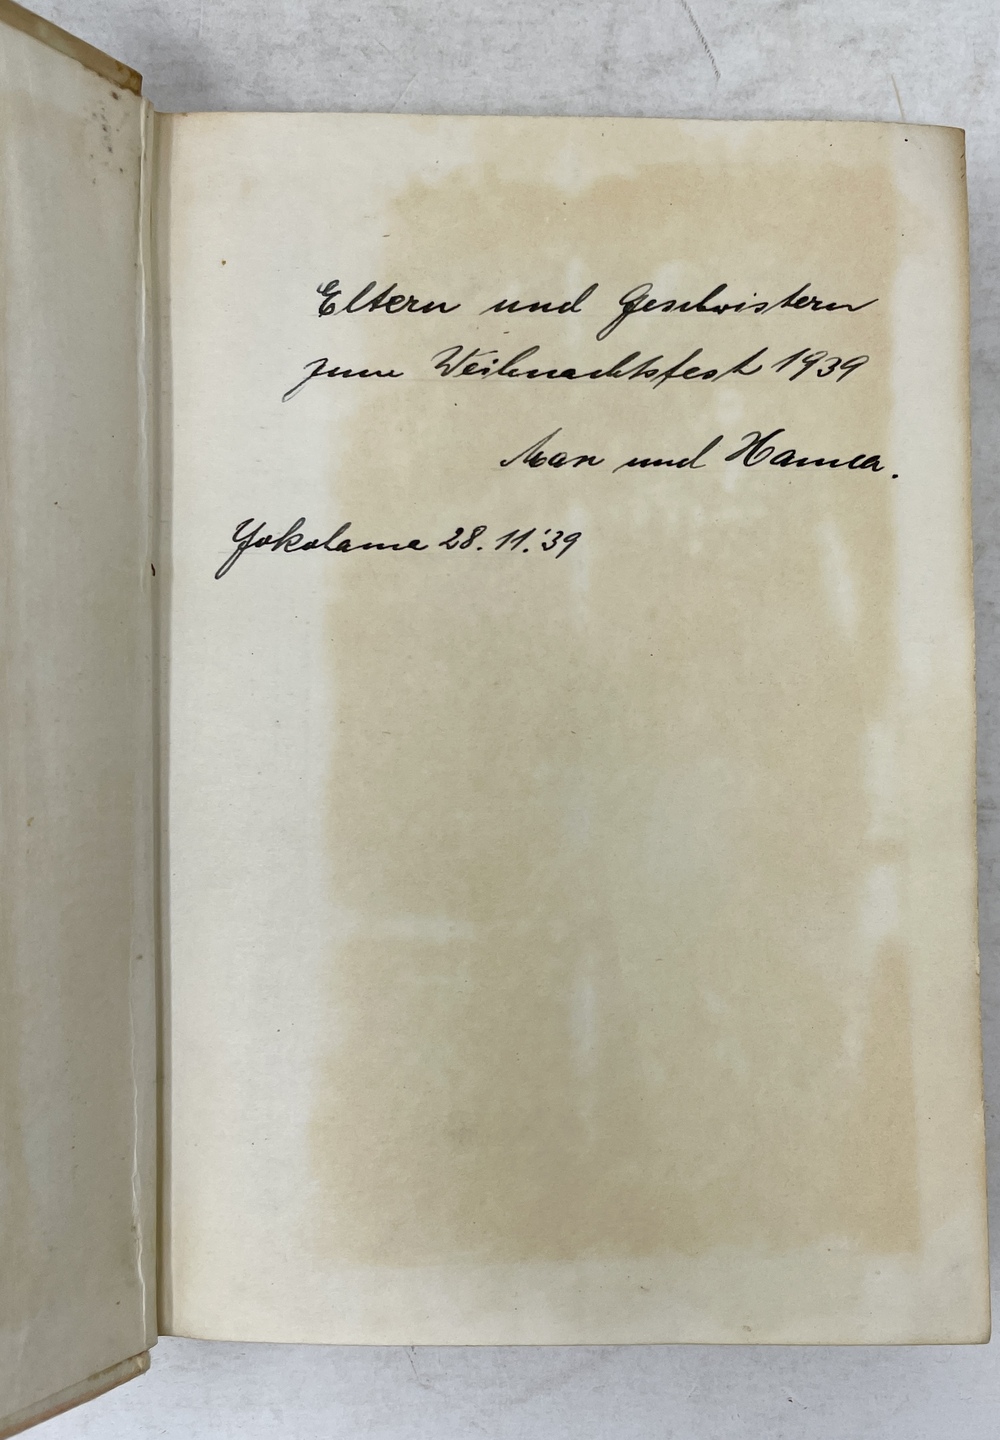 Eltern und Geschwistern
zum Weihnachtsfest 1939
Max und Hanna.
Yokohama 28.11.'39